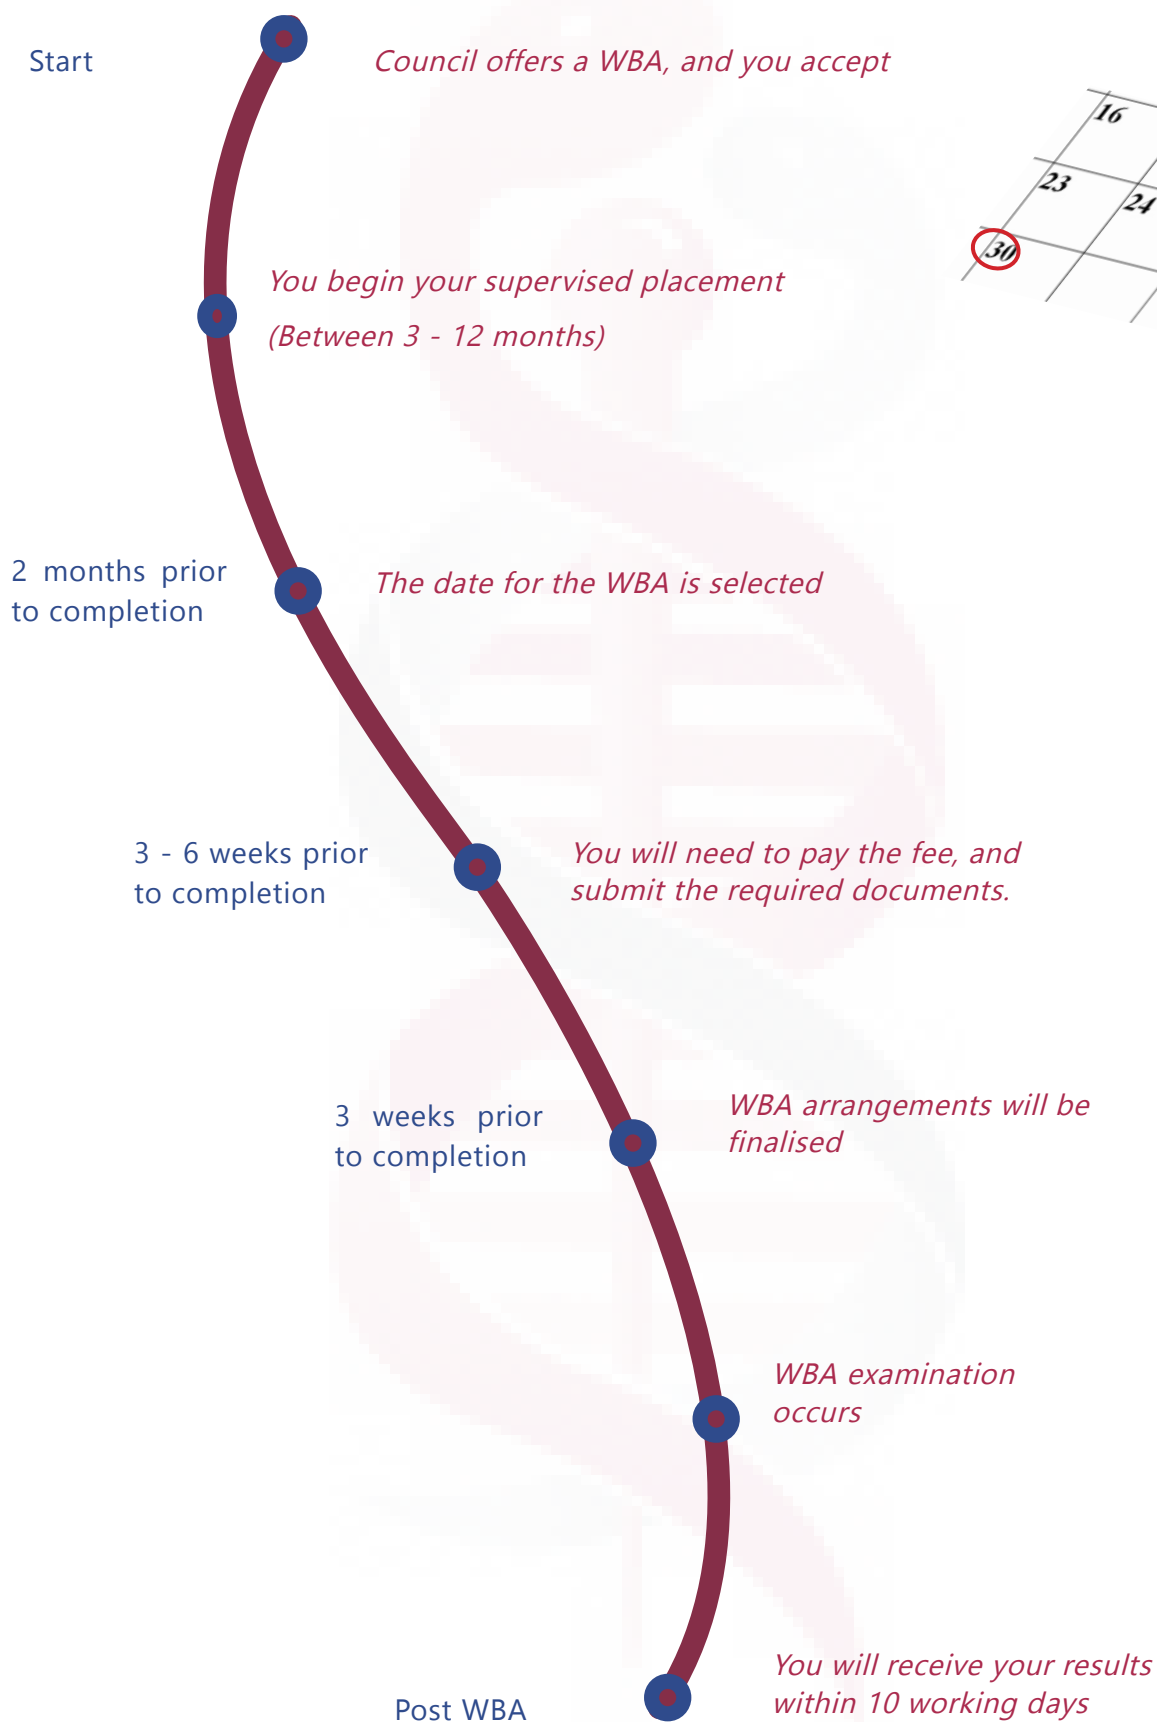 Start
Council offers a WBA, and you accept
16
23
24
30
You begin your supervised placement
(Between 3 - 12 months)
2 months prior
to completion
The date for the WBA is selected
3 - 6 weeks prior
to completion
You will need to pay the fee, and
submit the required documents.
3 weeks prior
to completion
WBA arrangements will be
finalised
WBA examination
occurs
Post WBA
You will receive your results
within 10 working days